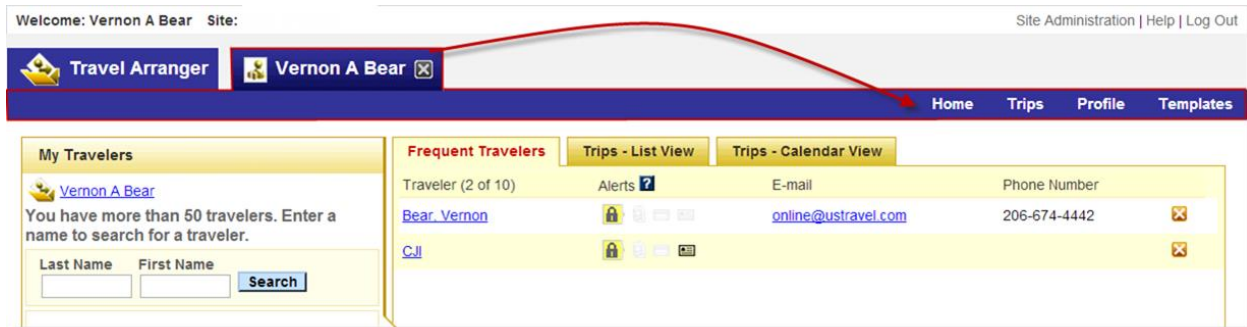 Welcome: Vernon A Bear Site:
Site Administration | Help | Log Out
Travel Arranger
Vernon A Bear
Home Trips Profile Templates
My Travelers
Vernon A Bear
You have more than 50 travelers. Enter a
name to search for a traveler.
Last Name First Name
Search
Frequent Travelers Trips - List View Trips - Calendar View
Traveler (2 of 10) Alerts ? E-mail Phone Number
Bear, Vernon online@ustravel.com 206-674-4442
CJI